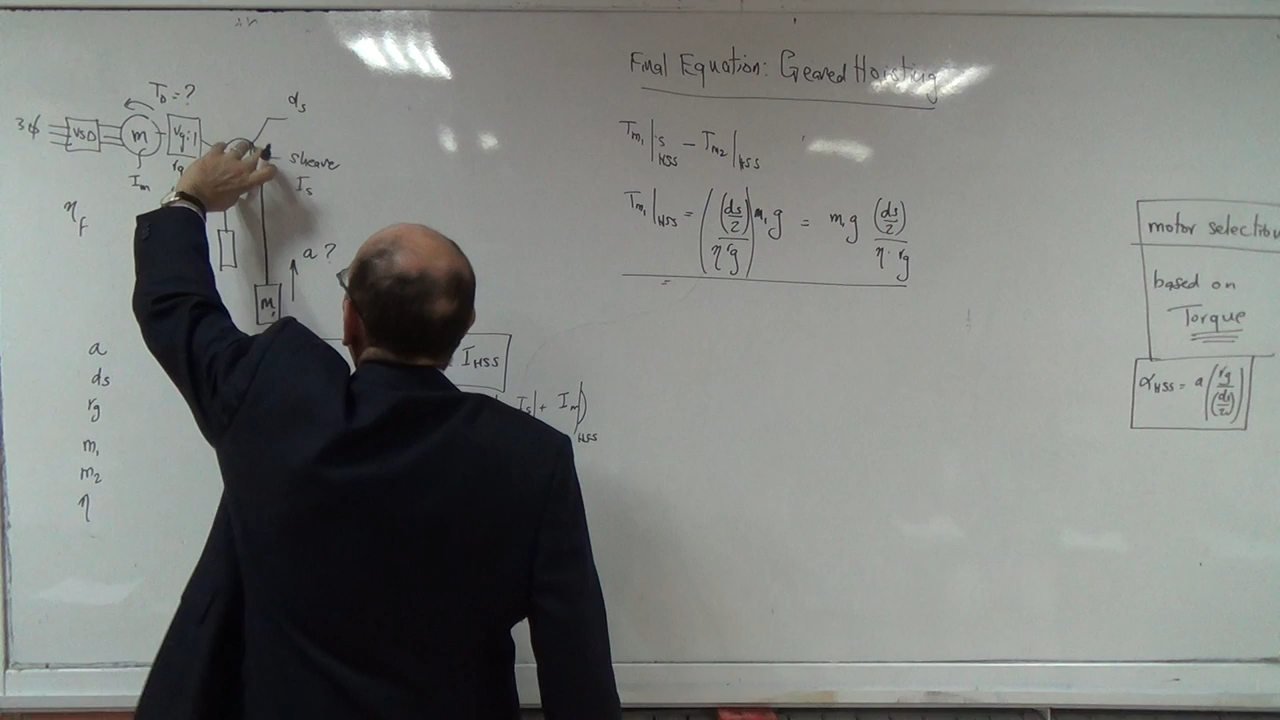 T_D = ?
d_s
3ϕ
VSD
m
r_g:1
r_g
I_m
sheave
I_s
η_f
a ?
m_1
a
d_s
r_g
m_1
m_2
η
I_HSS
I_s| + I_m)_HSS
Final Equation: Geared Hoisting
T_m1|_HSS - T_m2|_HSS
T_m1|_HSS = ((d_s/2)/(η r_g)) m_1 g = m_1 g (d_s/2)/(η · r_g)
=
motor selection
based on
Torque
α_HSS = a (r_g/(d_s/2))